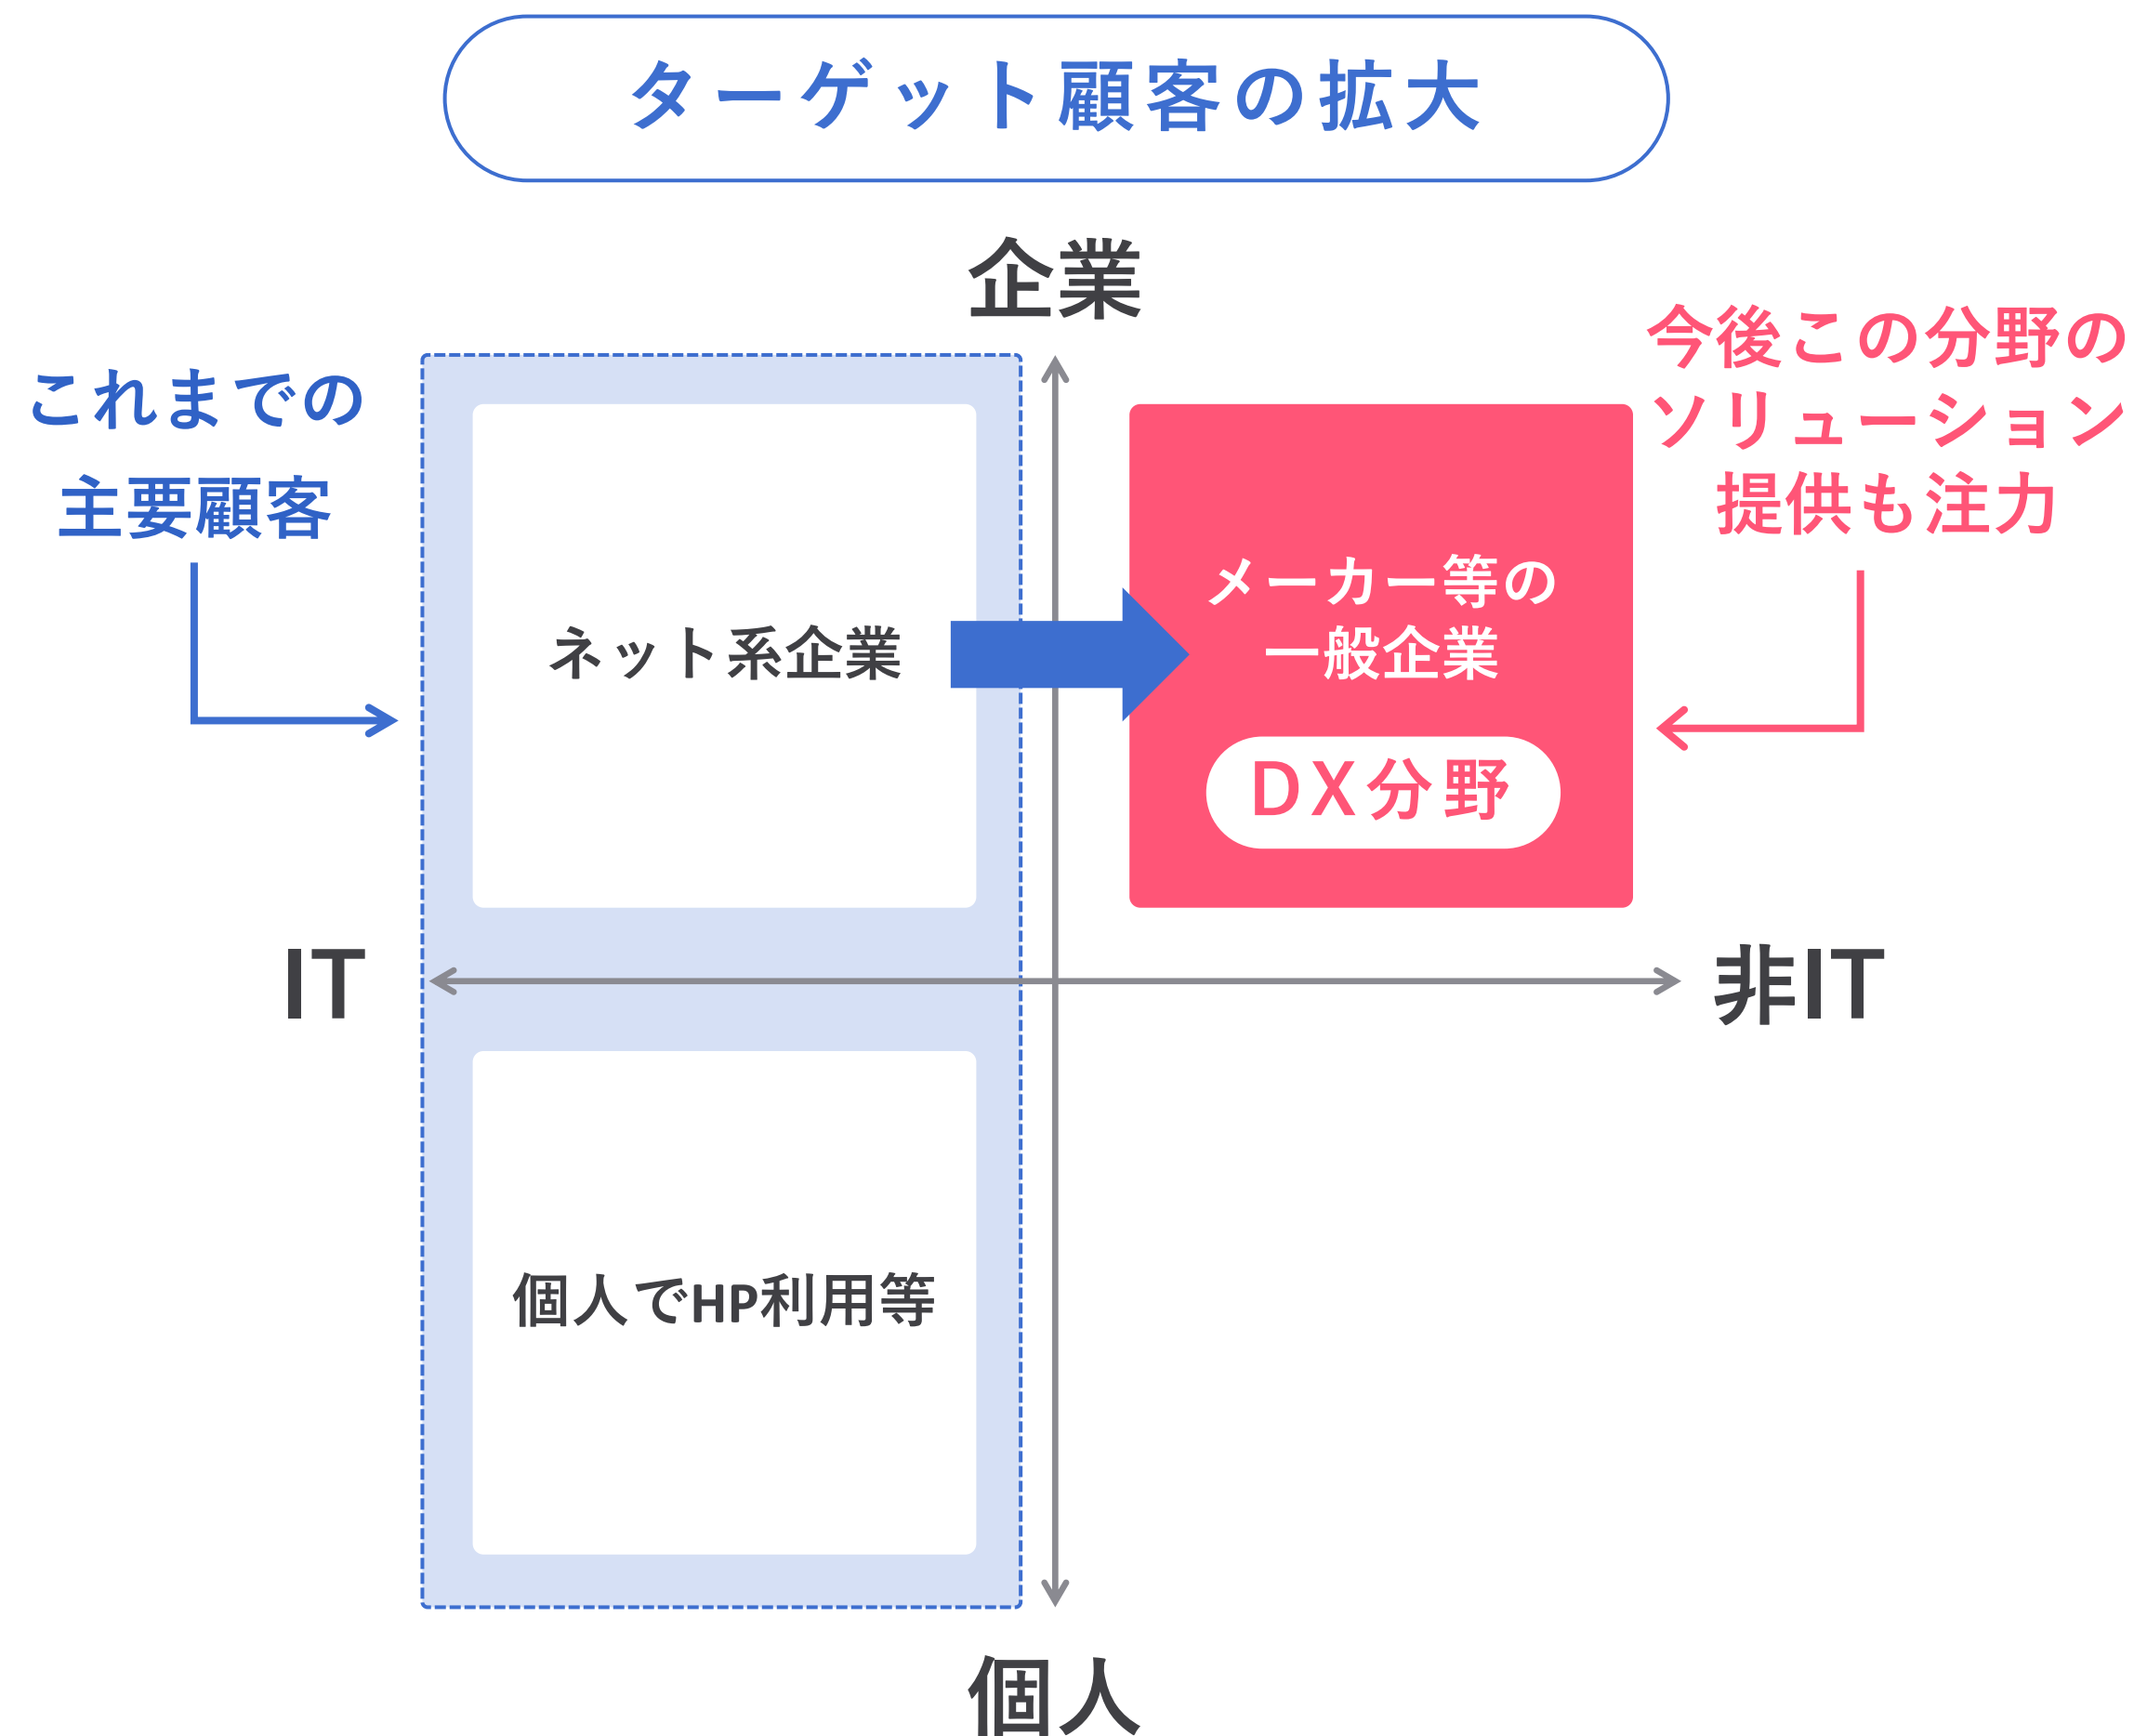 ターゲット顧客の拡大
企業
これまでの
主要顧客
今後この分野の
ソリューション
提供も注力
ネット系企業
メーカー等の
一般企業
DX分野
IT
非IT
個人でHP利用等
個人